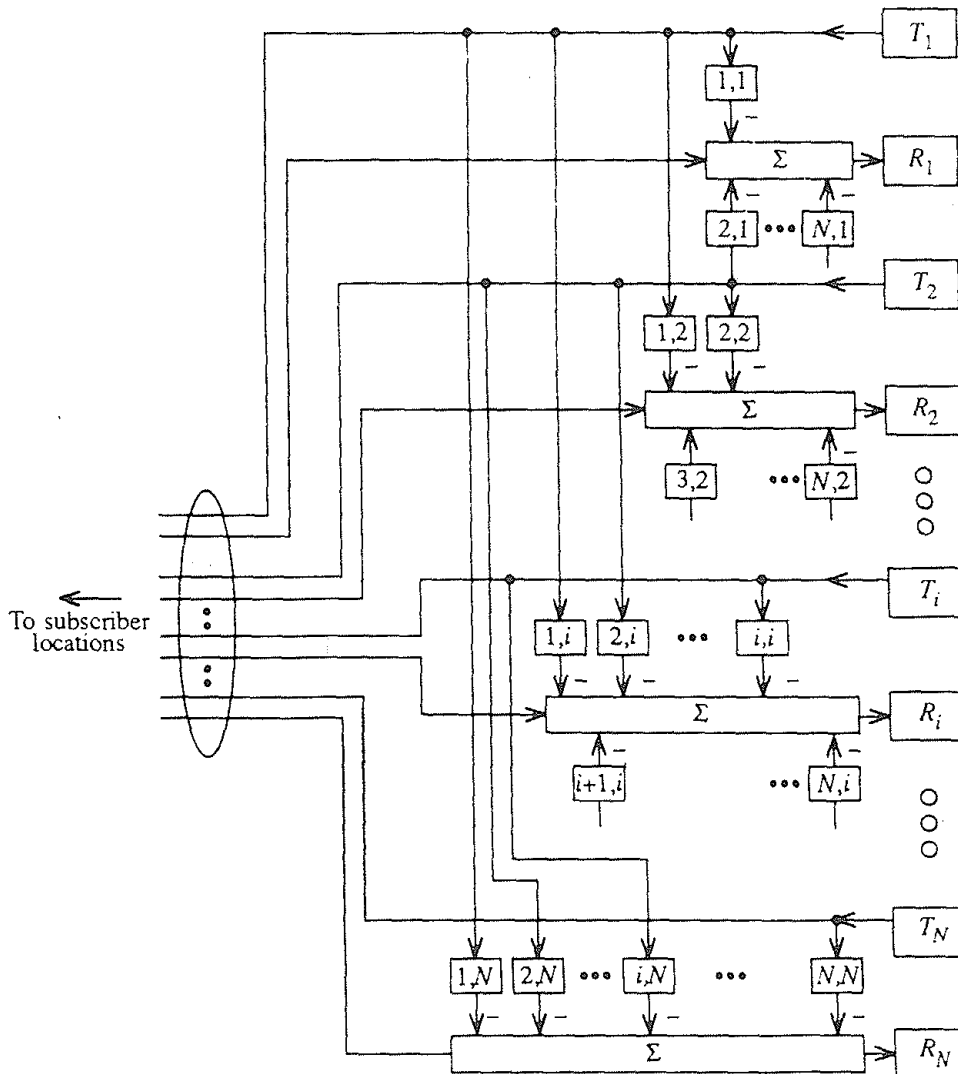 T1
1,1
−
Σ
R1
− −
2,1 ••• N,1
T2
1,2 2,2
− −
Σ
R2
−
3,2 ••• N,2
To subscriber
locations
Ti
1,i 2,i ••• i,i
− − −
Σ
Ri
− −
i+1,i ••• N,i
TN
1,N 2,N ••• i,N ••• N,N
− − − −
Σ
RN